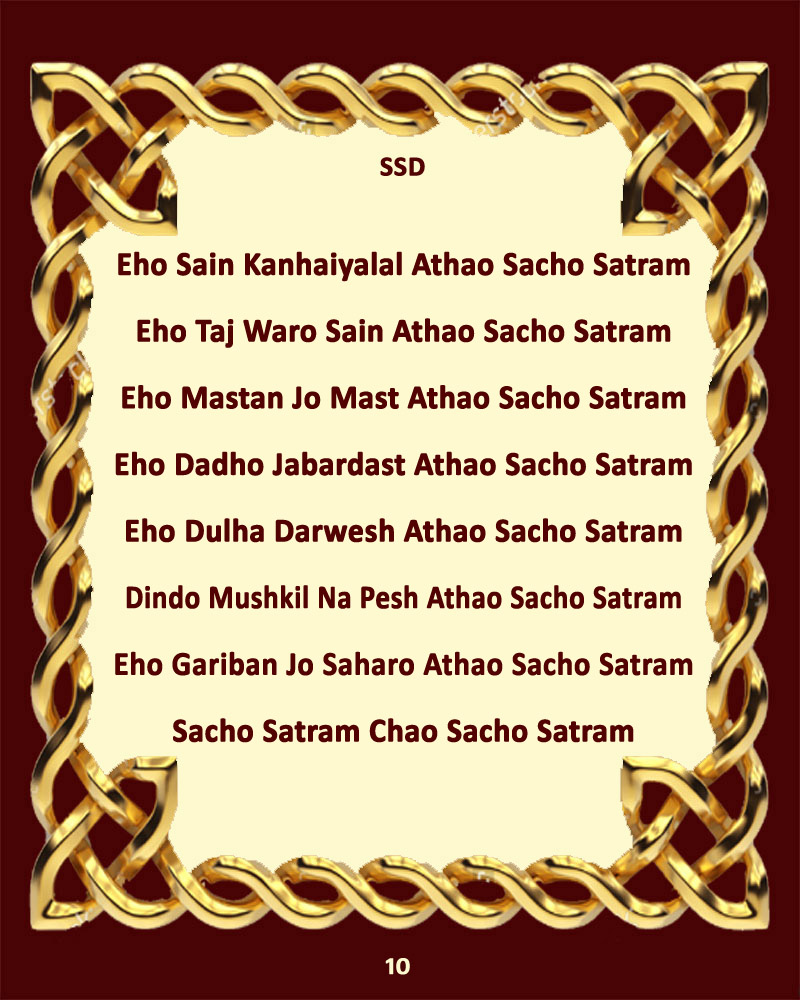 SSD
Eho Sain Kanhaiyalal Athao Sacho Satram
Eho Taj Waro Sain Athao Sacho Satram
Eho Mastan Jo Mast Athao Sacho Satram
Eho Dadho Jabardast Athao Sacho Satram
Eho Dulha Darwesh Athao Sacho Satram
Dindo Mushkil Na Pesh Athao Sacho Satram
Eho Gariban Jo Saharo Athao Sacho Satram
Sacho Satram Chao Sacho Satram
10